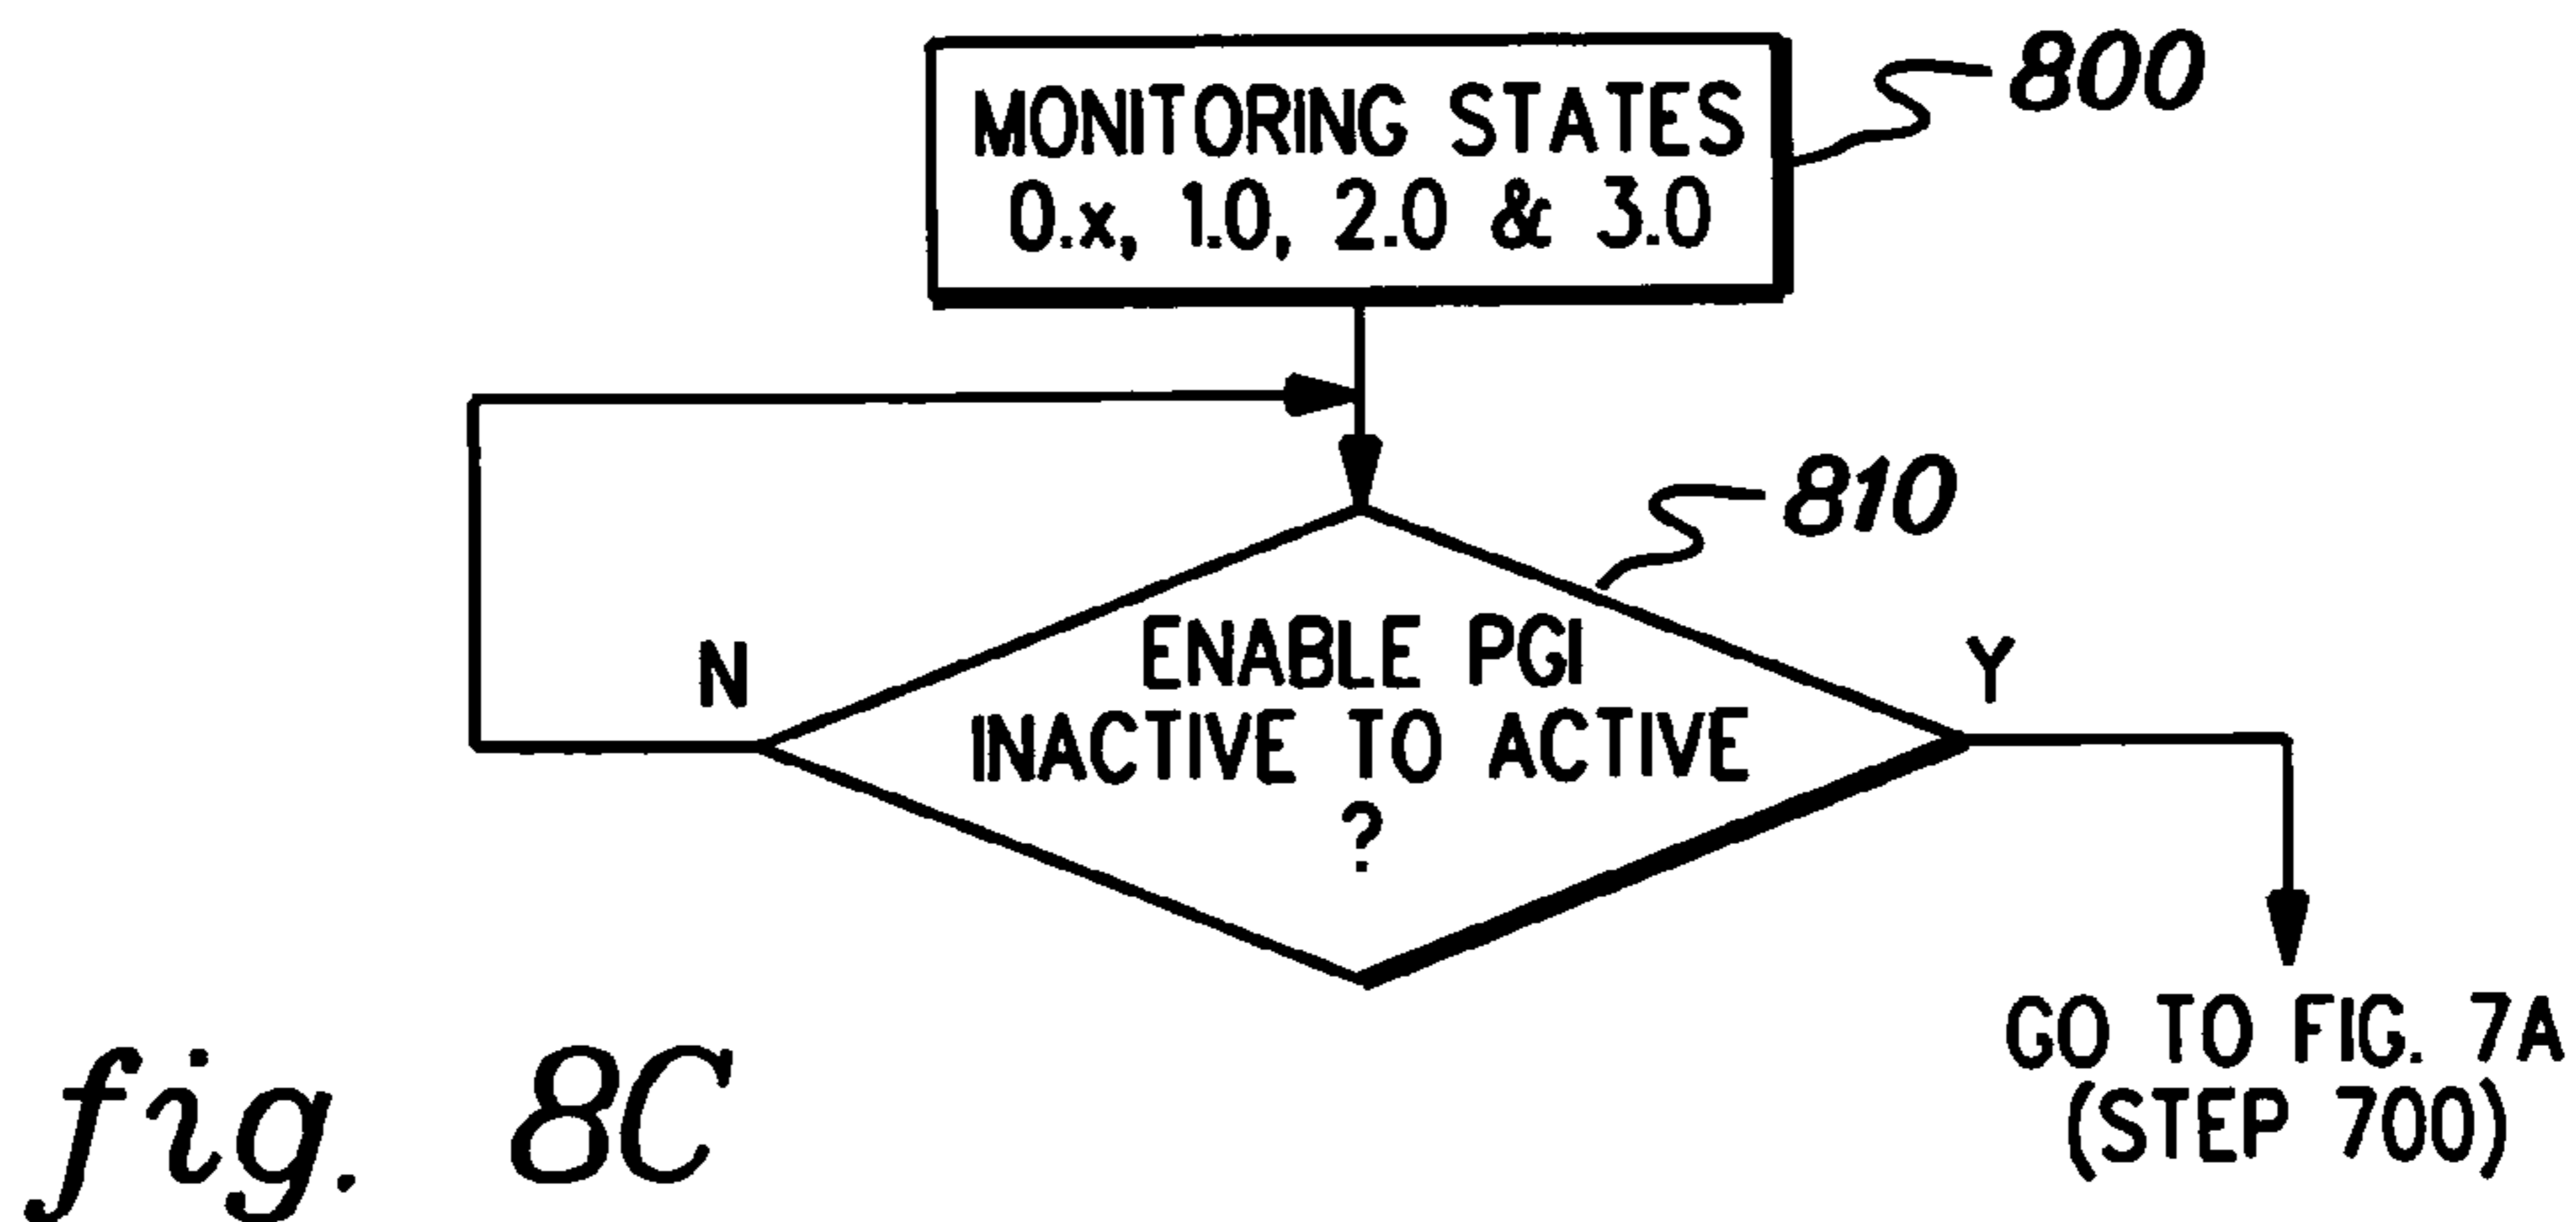 MONITORING STATES
0.x, 1.0, 2.0 & 3.0
800
810
ENABLE PGI
INACTIVE TO ACTIVE
?
N
Y
GO TO FIG. 7A
(STEP 700)
fig. 8C